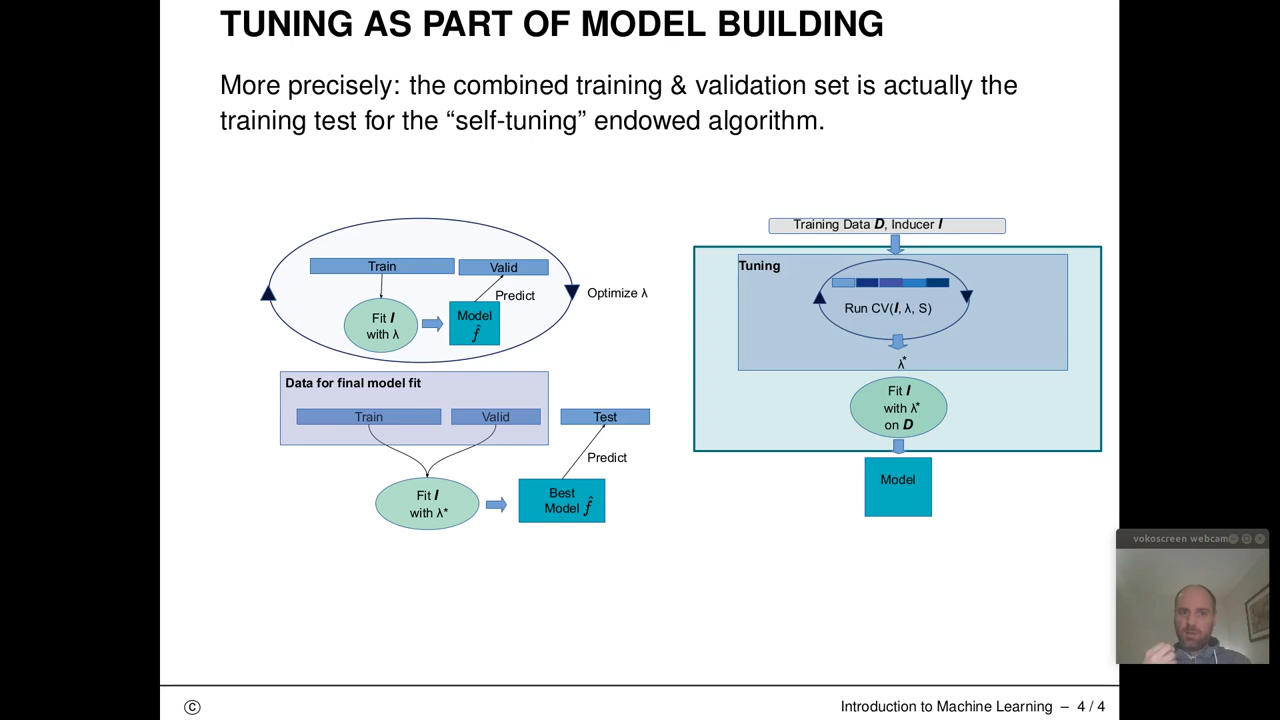 TUNING AS PART OF MODEL BUILDING
More precisely: the combined training & validation set is actually the
training test for the “self-tuning” endowed algorithm.
Train
Valid
Predict
Optimize λ
Fit I
with λ
Model
f̂
Data for final model fit
Train
Valid
Test
Predict
Fit I
with λ*
Best
Model f̂
Training Data D, Inducer I
Tuning
Run CV(I, λ, S)
λ*
Fit I
with λ*
on D
Model
vokoscreen webcam
© Introduction to Machine Learning – 4 / 4